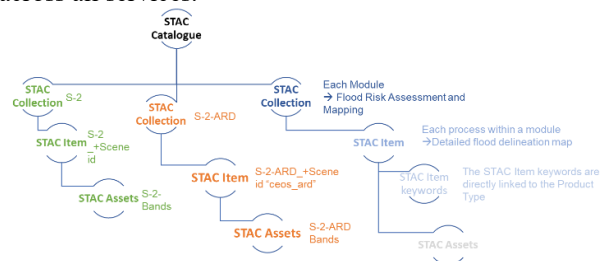 STAC
Catalogue
STAC
Collection
S-2
STAC
Collection
S-2-ARD
STAC
Collection
Each Module
→ Flood Risk Assessment and
Mapping
STAC Item
S-2
_+Scene
id
STAC Assets
S-2-
Bands
STAC Item
S-2-ARD_+Scene
id "ceos_ard"
STAC Assets
S-2-ARD
Bands
STAC Item
Each process within a module
→Detailed flood delineation map
STAC Item
keywords
The STAC Item keywords are
directly linked to the Product
Type
STAC Assets